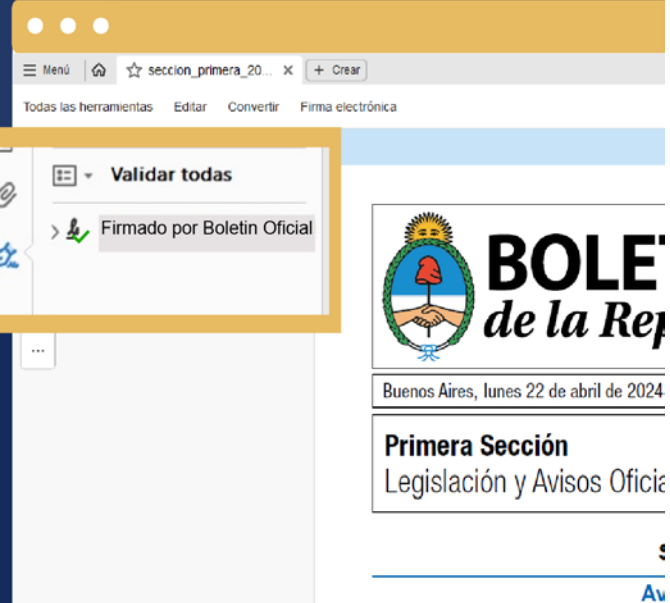 Menú
seccion_primera_20...
+ Crear
Todas las herramientas Editar Convertir Firma electrónica
Validar todas
Firmado por Boletin Oficial
...
BOLET
de la Rep
Buenos Aires, lunes 22 de abril de 2024
Primera Sección
Legislación y Avisos Oficia
S
Av